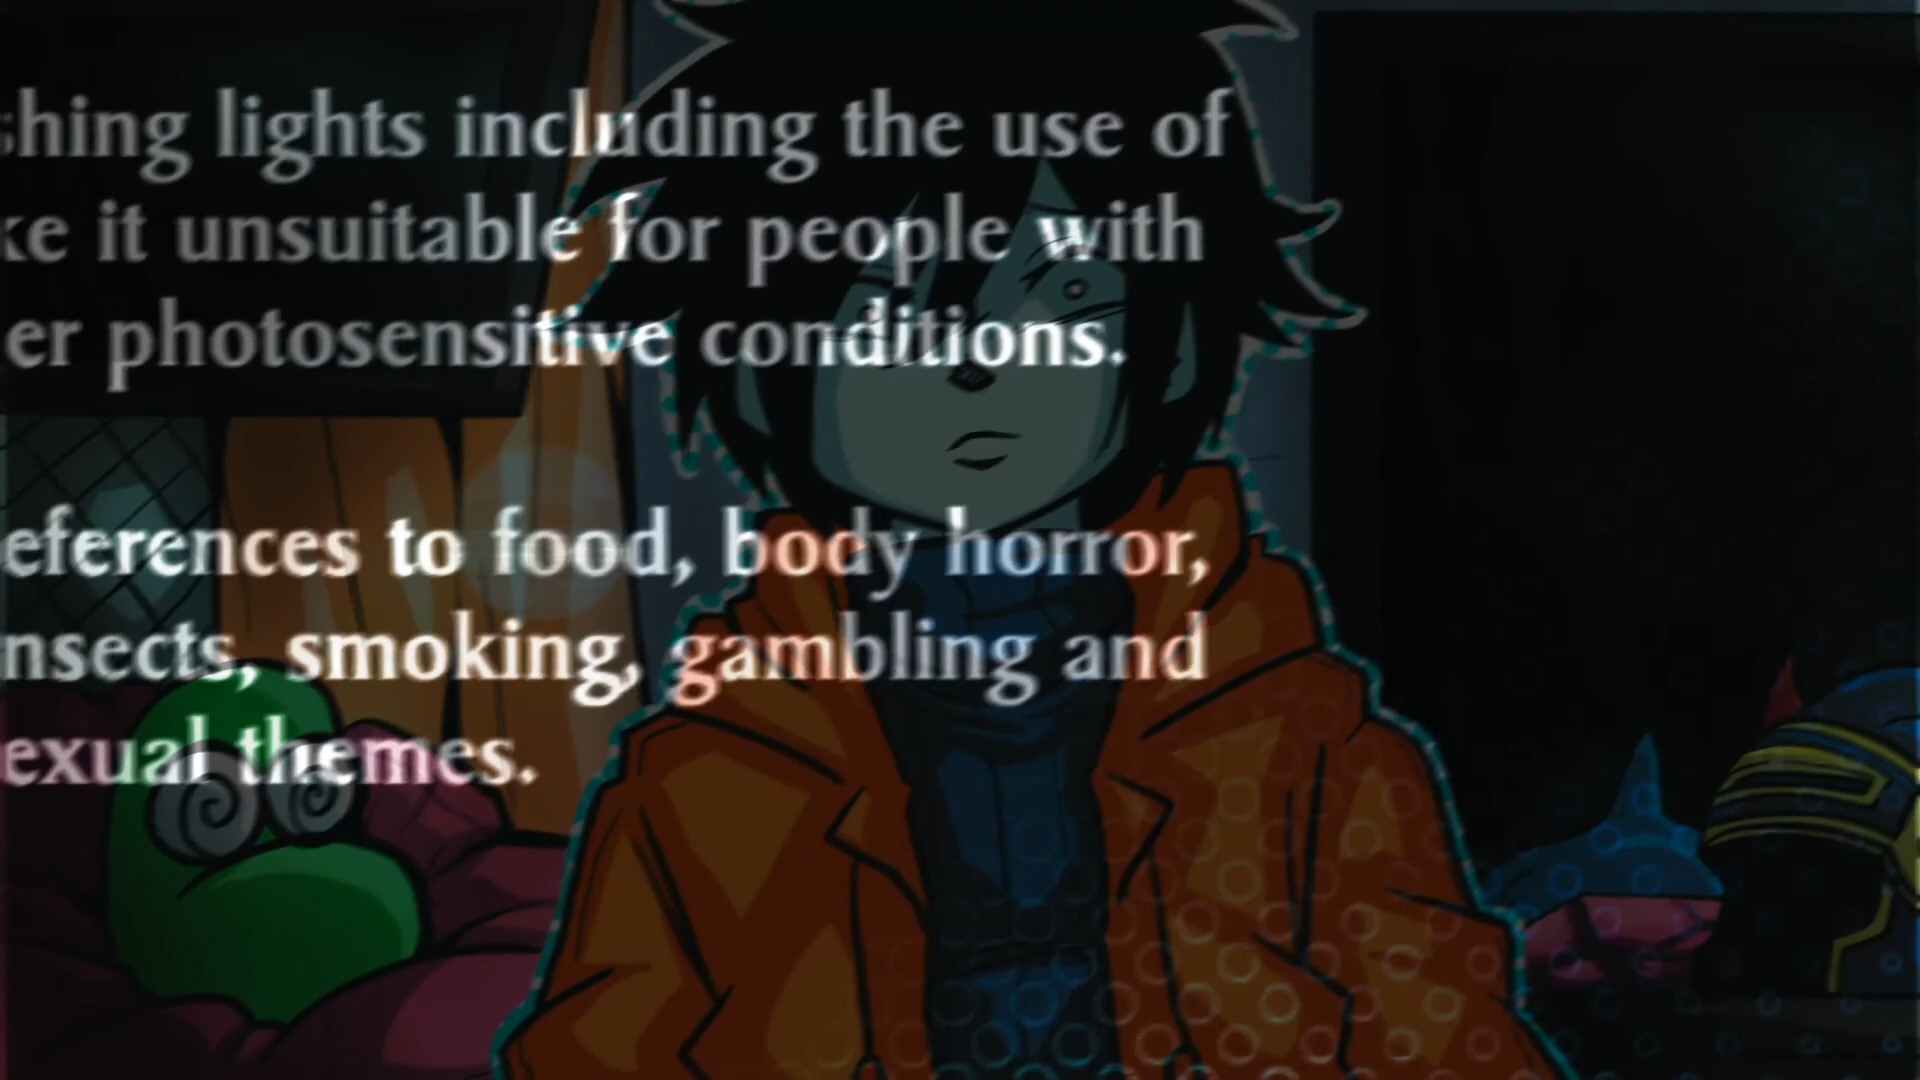 shing lights including the use of
ke it unsuitable for people with
er photosensitive conditions.
eferences to food, body horror,
nsects, smoking, gambling and
exual themes.